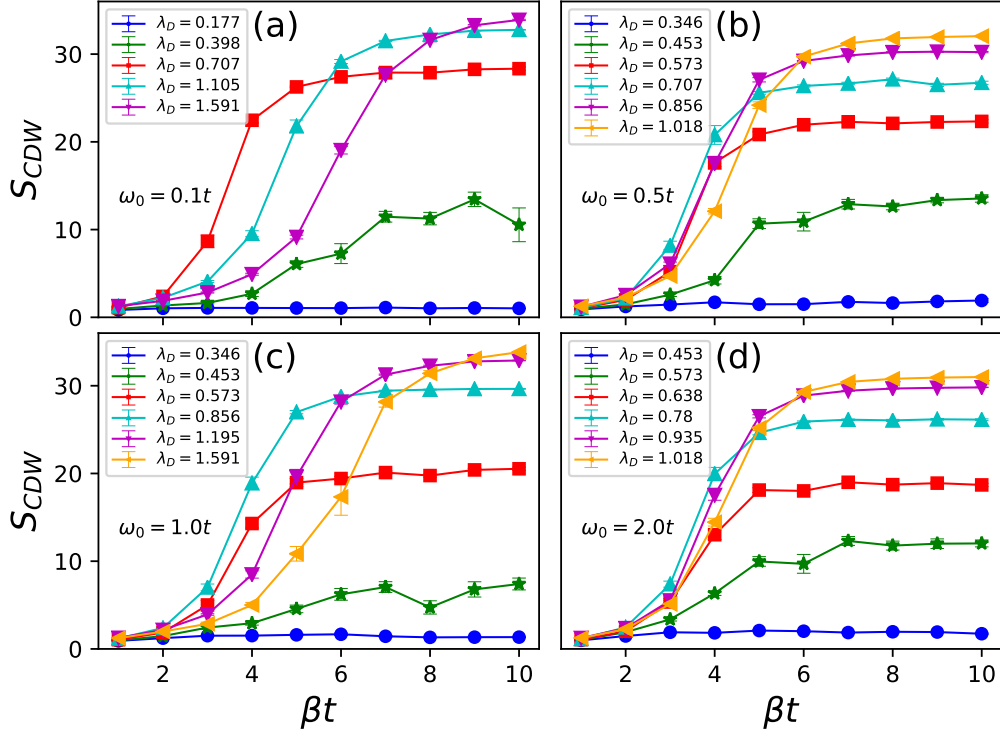 (a)
λ_D = 0.177
λ_D = 0.398
λ_D = 0.707
λ_D = 1.105
λ_D = 1.591
ω₀ = 0.1t
S_CDW
30
20
10
0
(b)
λ_D = 0.346
λ_D = 0.453
λ_D = 0.573
λ_D = 0.707
λ_D = 0.856
λ_D = 1.018
ω₀ = 0.5t
(c)
λ_D = 0.346
λ_D = 0.453
λ_D = 0.573
λ_D = 0.856
λ_D = 1.195
λ_D = 1.591
ω₀ = 1.0t
S_CDW
30
20
10
0
2 4 6 8 10
βt
(d)
λ_D = 0.453
λ_D = 0.573
λ_D = 0.638
λ_D = 0.78
λ_D = 0.935
λ_D = 1.018
ω₀ = 2.0t
2 4 6 8 10
βt